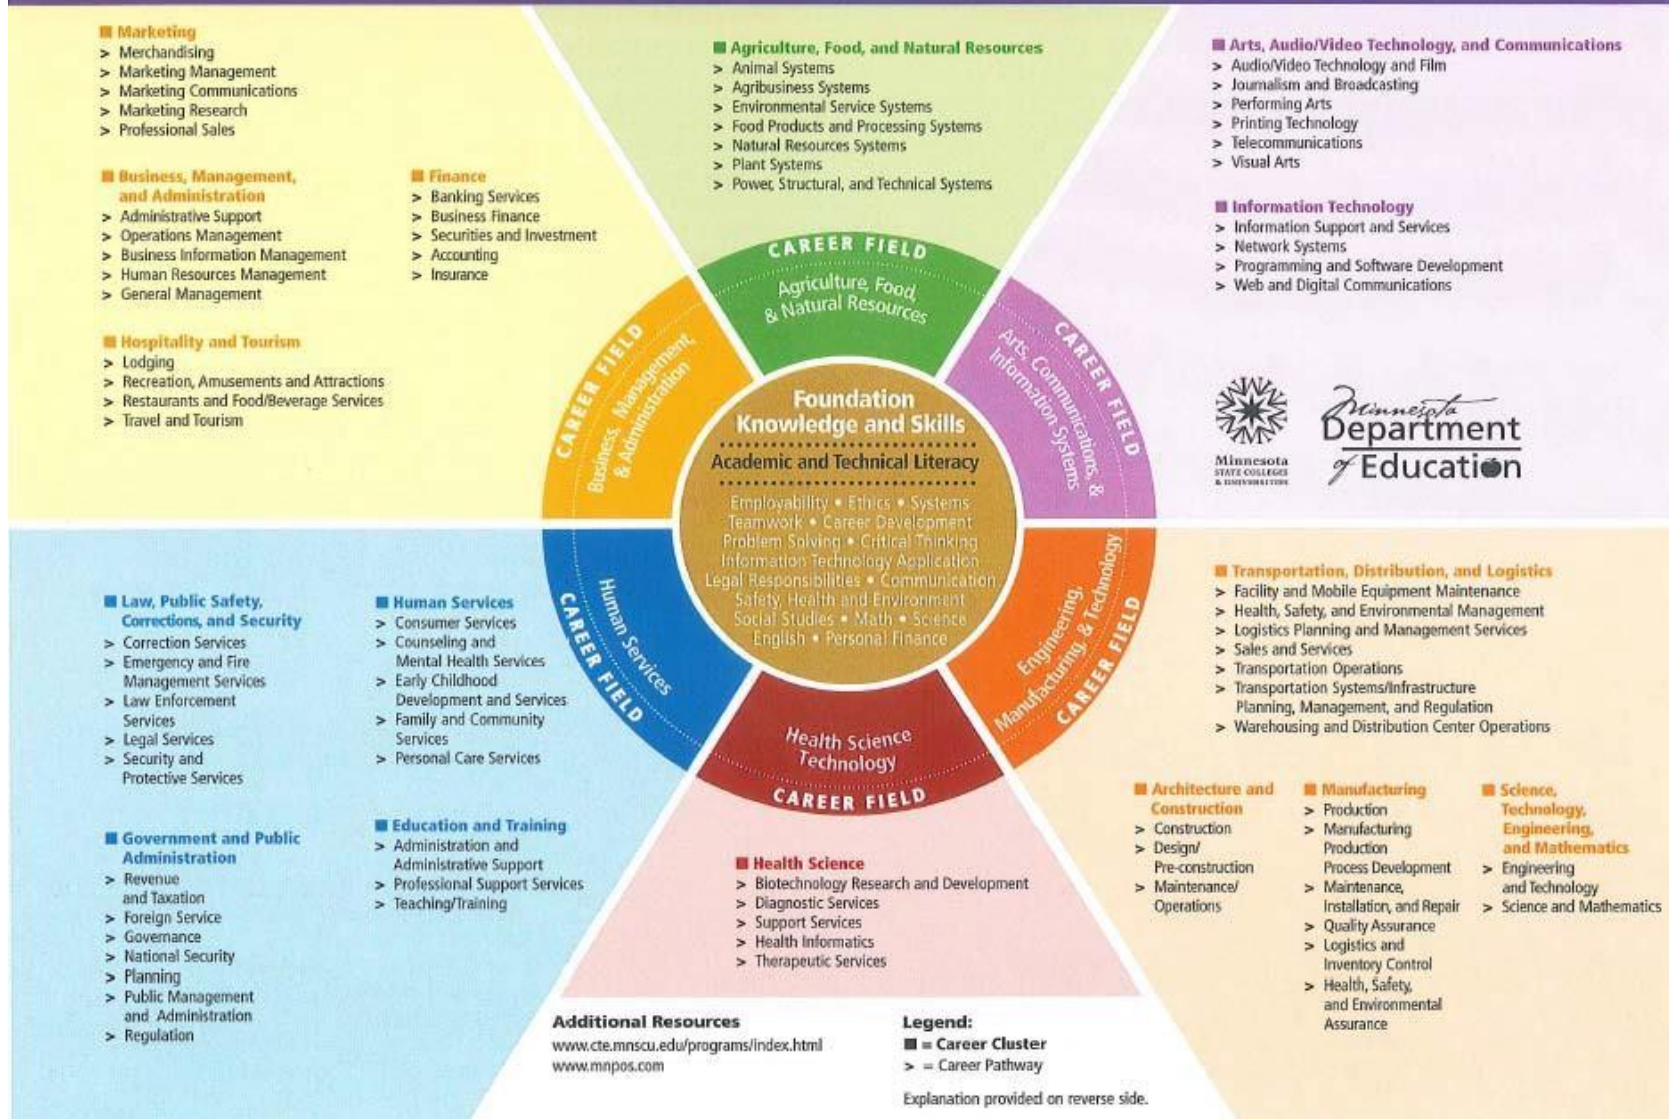 Marketing
> Merchandising
> Marketing Management
> Marketing Communications
> Marketing Research
> Professional Sales
Business, Management,
and Administration
> Administrative Support
> Operations Management
> Business Information Management
> Human Resources Management
> General Management
Finance
> Banking Services
> Business Finance
> Securities and Investment
> Accounting
> Insurance
Hospitality and Tourism
> Lodging
> Recreation, Amusements and Attractions
> Restaurants and Food/Beverage Services
> Travel and Tourism
Agriculture, Food, and Natural Resources
> Animal Systems
> Agribusiness Systems
> Environmental Service Systems
> Food Products and Processing Systems
> Natural Resources Systems
> Plant Systems
> Power, Structural, and Technical Systems
Arts, Audio/Video Technology, and Communications
> Audio/Video Technology and Film
> Journalism and Broadcasting
> Performing Arts
> Printing Technology
> Telecommunications
> Visual Arts
Information Technology
> Information Support and Services
> Network Systems
> Programming and Software Development
> Web and Digital Communications
Minnesota
STATE COLLEGES
& UNIVERSITIES
Minnesota
Department
of Education
CAREER FIELD
Business, Management,
& Administration
CAREER FIELD
Agriculture, Food,
& Natural Resources
CAREER FIELD
Arts, Communications, &
Information Systems
Foundation
Knowledge and Skills
Academic and Technical Literacy
Employability • Ethics • Systems
Teamwork • Career Development
Problem Solving • Critical Thinking
Information Technology Application
Legal Responsibilities • Communication
Safety, Health and Environment
Social Studies • Math • Science
English • Personal Finance
Human Services
CAREER FIELD
Health Science
Technology
CAREER FIELD
Engineering,
Manufacturing, & Technology
CAREER FIELD
Law, Public Safety,
Corrections, and Security
> Correction Services
> Emergency and Fire
Management Services
> Law Enforcement
Services
> Legal Services
> Security and
Protective Services
Human Services
> Consumer Services
> Counseling and
Mental Health Services
> Early Childhood
Development and Services
> Family and Community
Services
> Personal Care Services
Government and Public
Administration
> Revenue
and Taxation
> Foreign Service
> Governance
> National Security
> Planning
> Public Management
and Administration
> Regulation
Education and Training
> Administration and
Administrative Support
> Professional Support Services
> Teaching/Training
Health Science
> Biotechnology Research and Development
> Diagnostic Services
> Support Services
> Health Informatics
> Therapeutic Services
Transportation, Distribution, and Logistics
> Facility and Mobile Equipment Maintenance
> Health, Safety, and Environmental Management
> Logistics Planning and Management Services
> Sales and Services
> Transportation Operations
> Transportation Systems/Infrastructure
Planning, Management, and Regulation
> Warehousing and Distribution Center Operations
Architecture and
Construction
> Construction
> Design/
Pre-construction
> Maintenance/
Operations
Manufacturing
> Production
> Manufacturing
Production
Process Development
> Maintenance,
Installation, and Repair
> Quality Assurance
> Logistics and
Inventory Control
> Health, Safety,
and Environmental
Assurance
Science,
Technology,
Engineering,
and Mathematics
> Engineering
and Technology
> Science and Mathematics
Additional Resources
www.cte.mnscu.edu/programs/index.html
www.mnpos.com
Legend:
■ = Career Cluster
> = Career Pathway
Explanation provided on reverse side.